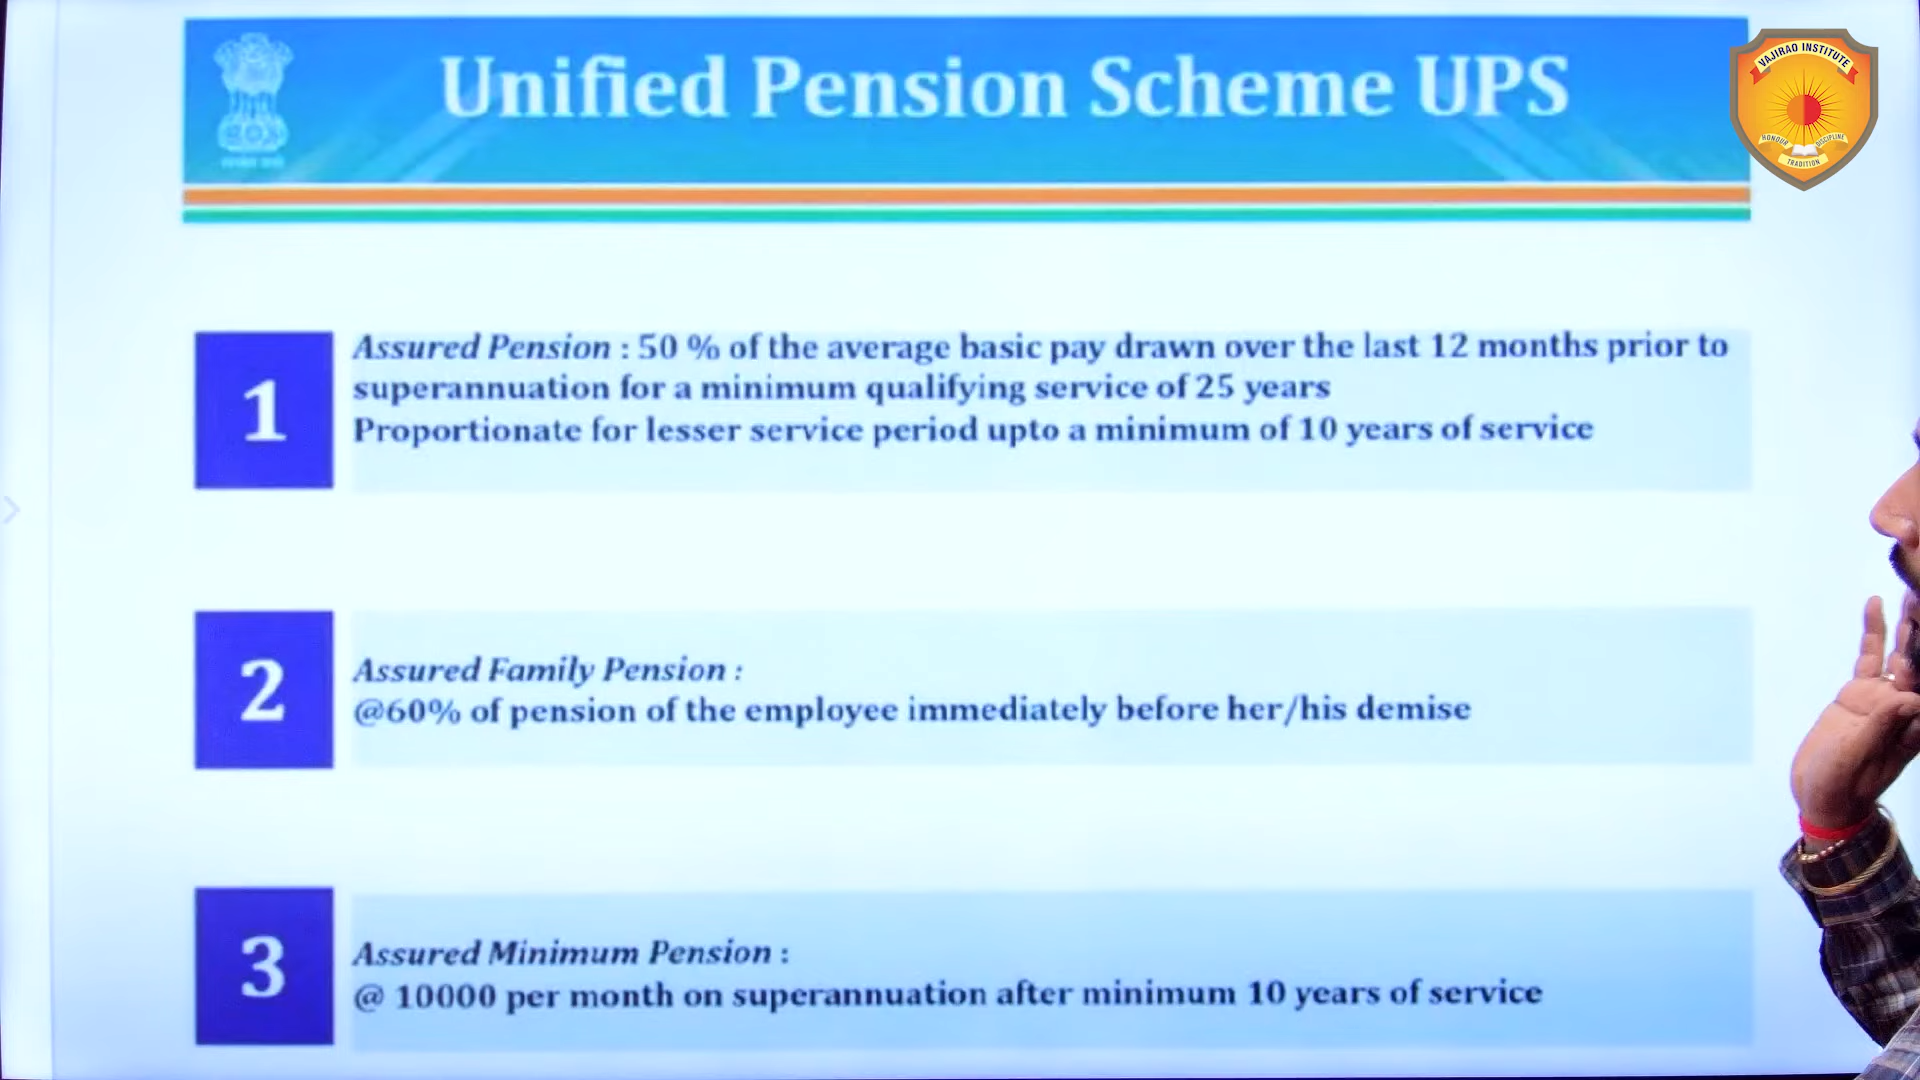 Unified Pension Scheme UPS
VAJIRAO INSTITUTE
HONOUR
DISCIPLINE
TRADITION
1
Assured Pension : 50 % of the average basic pay drawn over the last 12 months prior to
superannuation for a minimum qualifying service of 25 years
Proportionate for lesser service period upto a minimum of 10 years of service
2
Assured Family Pension :
@60% of pension of the employee immediately before her/his demise
3
Assured Minimum Pension :
@ 10000 per month on superannuation after minimum 10 years of service